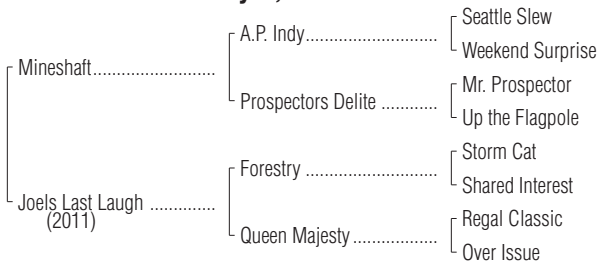 Seattle Slew
A.P. Indy..............................
Weekend Surprise
Mineshaft..........................
Mr. Prospector
Prospectors Delite ............
Up the Flagpole
Storm Cat
Forestry ............................
Shared Interest
Joels Last Laugh ..............
(2011)
Regal Classic
Queen Majesty..................
Over Issue